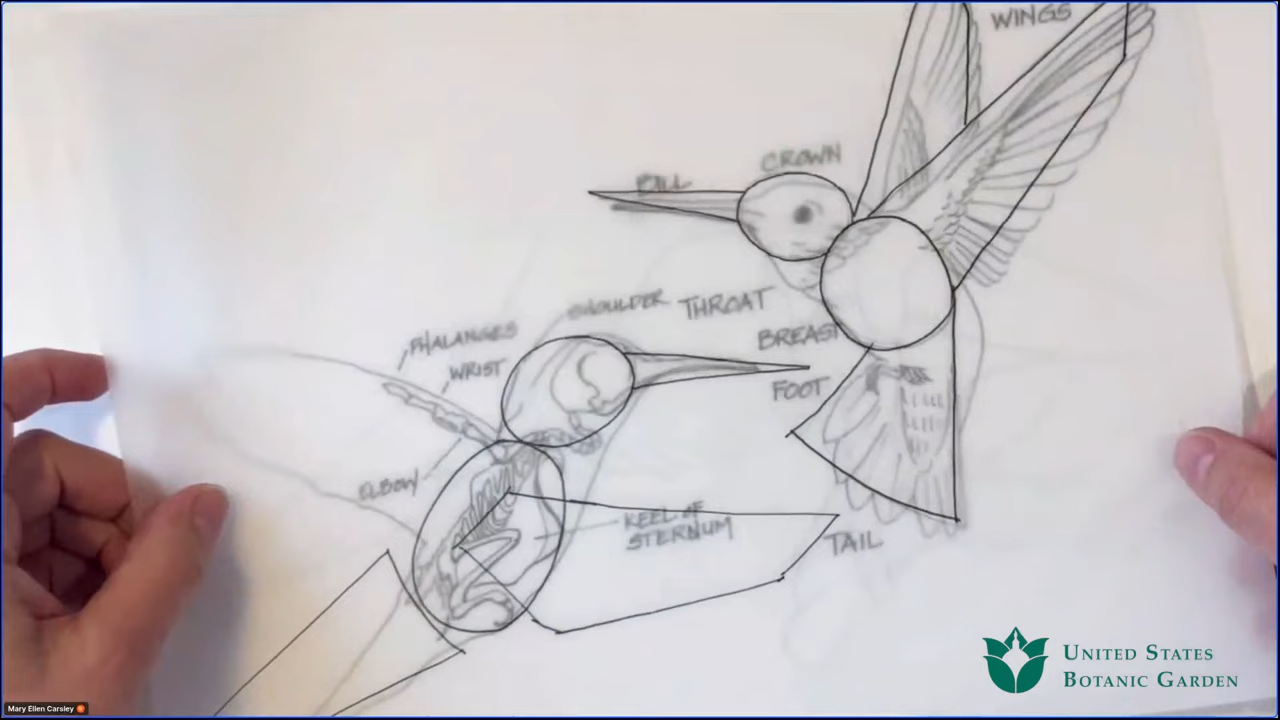 WINGS
CROWN
BILL
SHOULDER
THROAT
PHALANGES
BREAST
WRIST
FOOT
ELBOW
KEEL OF
STERNUM
TAIL
UNITED STATES
BOTANIC GARDEN
Mary Ellen Carsley